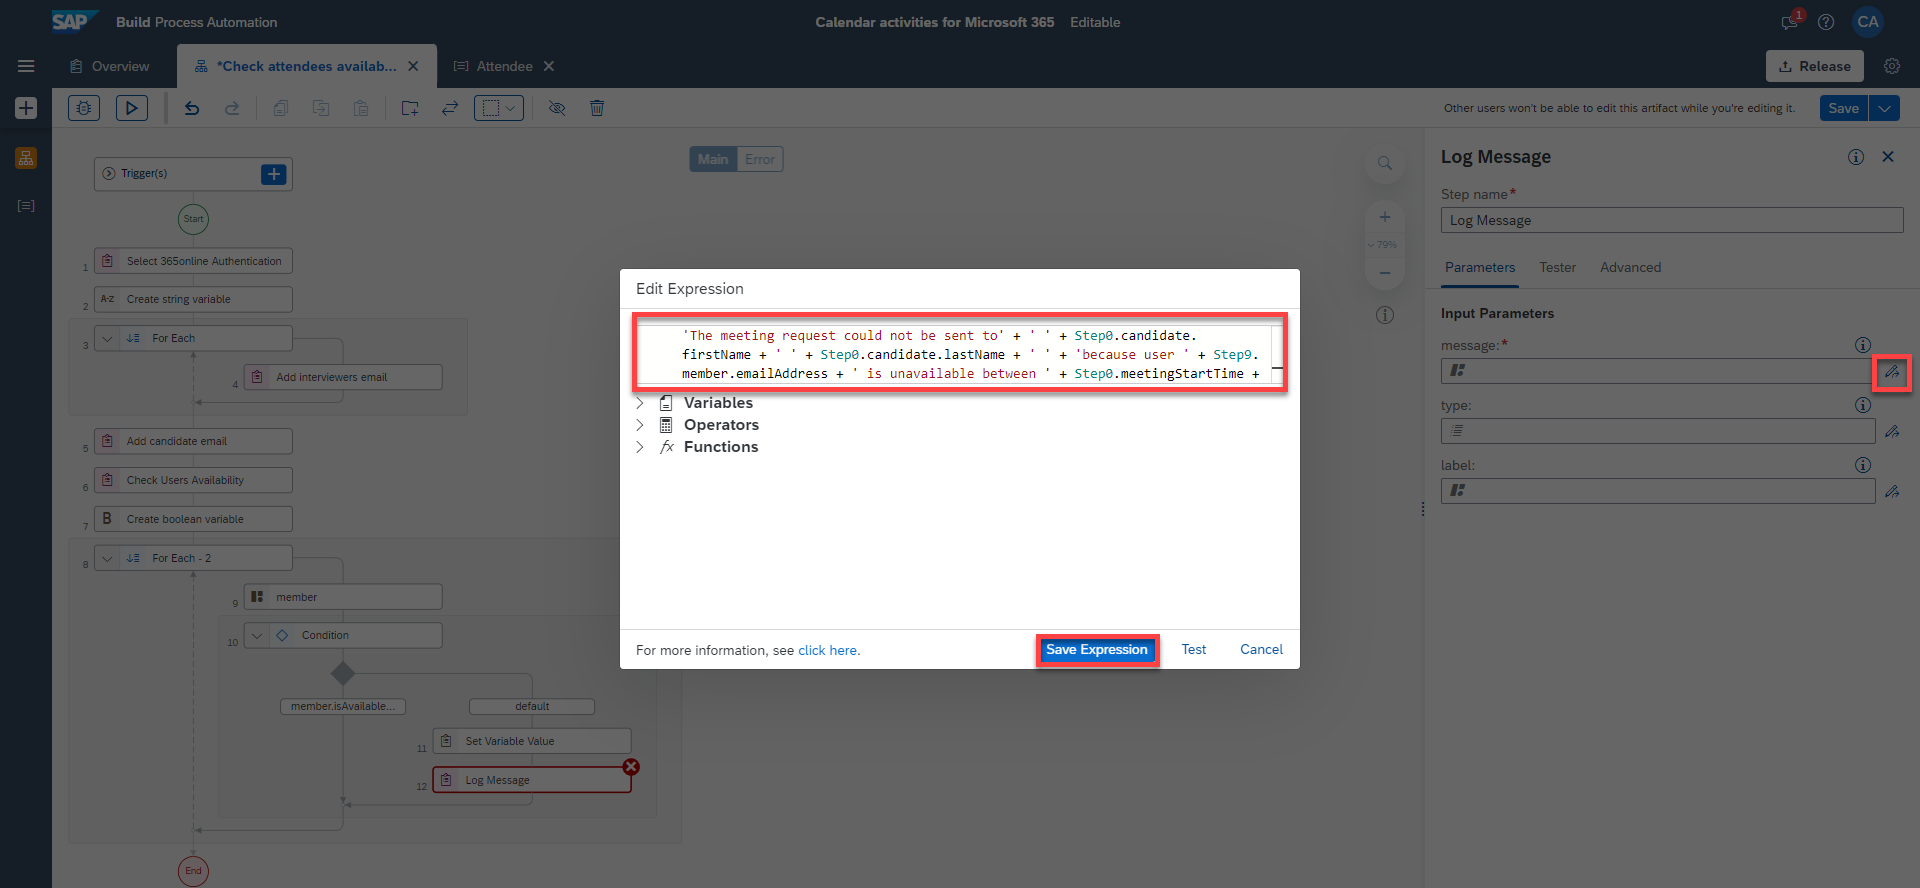 SAP Build Process Automation
Calendar activities for Microsoft 365 Editable
1
CA
Overview
*Check attendees availab...
Attendee
Release
Other users won't be able to edit this artifact while you're editing it.
Save
Trigger(s)
Main Error
Start
1 Select 365online Authentication
2 A-Z Create string variable
3 For Each
4 Add interviewers email
5 Add candidate email
6 Check Users Availability
7 B Create boolean variable
8 For Each - 2
9 member
10 Condition
member.isAvailable...
default
11 Set Variable Value
12 Log Message
End
79%
Edit Expression
'The meeting request could not be sent to' + ' ' + Step0.candidate.
firstName + ' ' + Step0.candidate.lastName + ' ' + 'because user ' + Step9.
member.emailAddress + ' is unavailable between ' + Step0.meetingStartTime +
Variables
Operators
fx Functions
For more information, see click here.
Save Expression
Test
Cancel
Log Message
Step name*
Log Message
Parameters Tester Advanced
Input Parameters
message:*
type:
label: